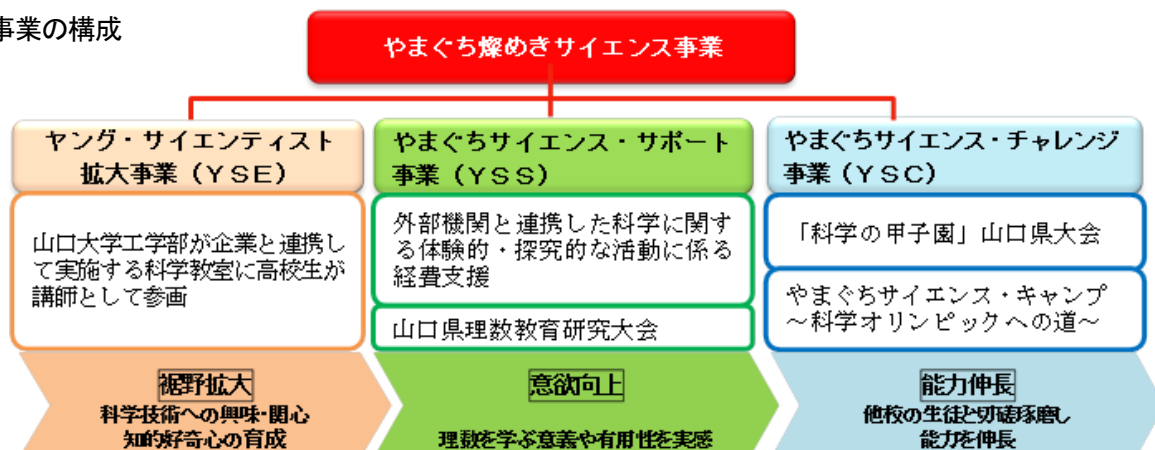 事業の構成
やまぐち燦めきサイエンス事業
ヤング・サイエンティスト
拡大事業（ＹＳＥ）
山口大学工学部が企業と連携し
て実施する科学教室に高校生が
講師として参画
裾野拡大
科学技術への興味・関心
知的好奇心の育成
やまぐちサイエンス・サポート
事業（ＹＳＳ）
外部機関と連携した科学に関す
る体験的・探究的な活動に係る
経費支援
山口県理数教育研究大会
意欲向上
理数を学ぶ意義や有用性を実感
やまぐちサイエンス・チャレンジ
事業（ＹＳＣ）
「科学の甲子園」山口県大会
やまぐちサイエンス・キャンプ
～科学オリンピックへの道～
能力伸長
他校の生徒と切磋琢磨し
能力を伸長